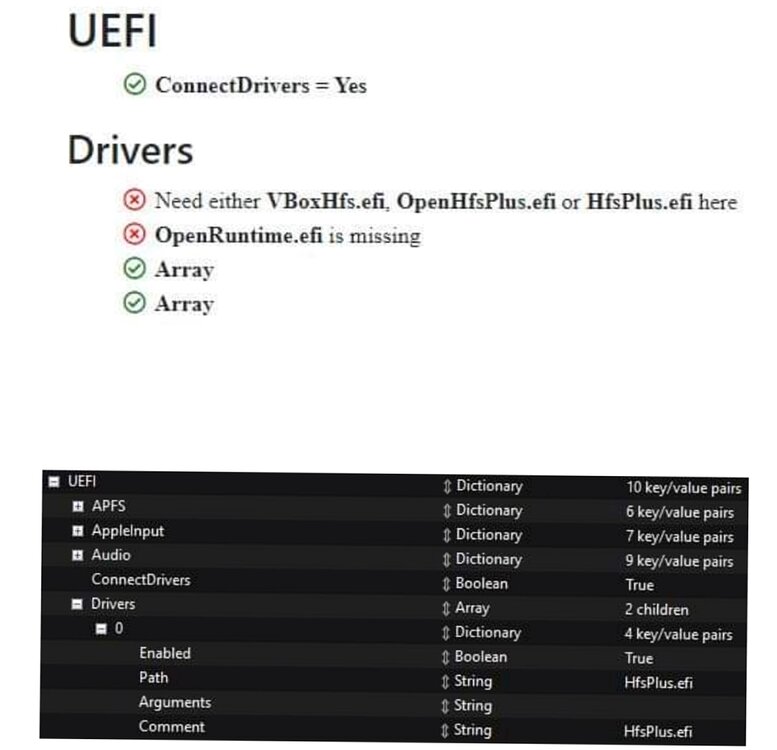 UEFI
ConnectDrivers = Yes
Drivers
Need either VBoxHfs.efi, OpenHfsPlus.efi or HfsPlus.efi here
OpenRuntime.efi is missing
Array
Array
UEFI Dictionary 10 key/value pairs
APFS Dictionary 6 key/value pairs
AppleInput Dictionary 7 key/value pairs
Audio Dictionary 9 key/value pairs
ConnectDrivers Boolean True
Drivers Array 2 children
0 Dictionary 4 key/value pairs
Enabled Boolean True
Path String HfsPlus.efi
Arguments String
Comment String HfsPlus.efi